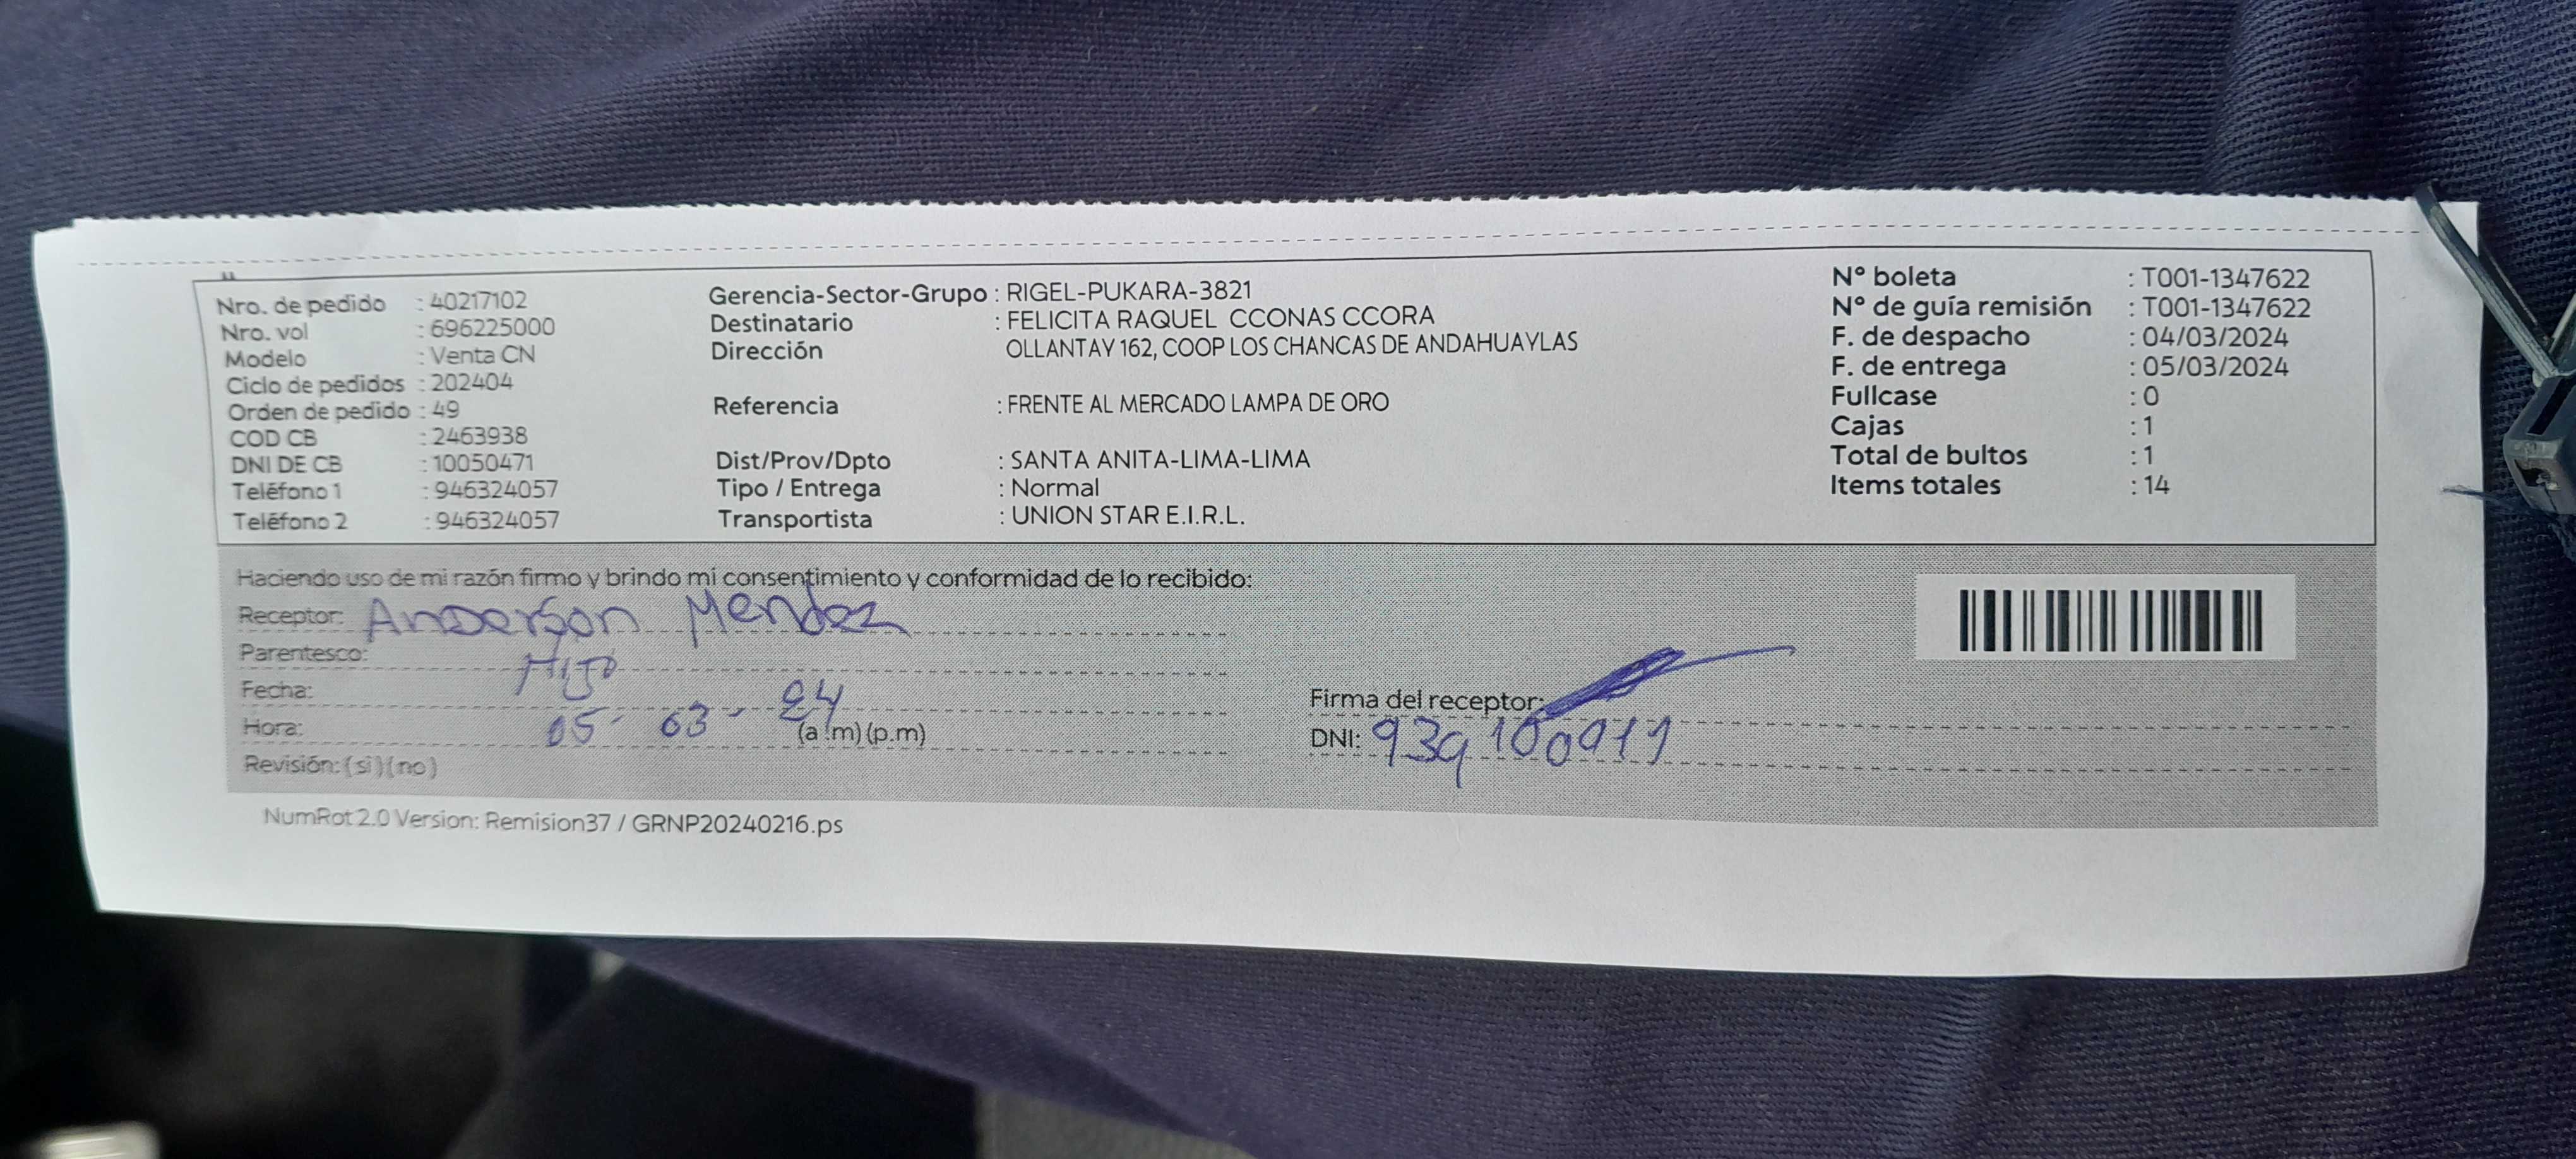 Nro. de pedido : 40217102
Nro. vol : 696225000
Modelo : Venta CN
Ciclo de pedidos : 202404
Orden de pedido : 49
COD CB : 2463938
DNI DE CB : 10050471
Teléfono 1 : 946324057
Teléfono 2 : 946324057
Gerencia-Sector-Grupo : RIGEL-PUKARA-3821
Destinatario : FELICITA RAQUEL CCONAS CCORA
Dirección OLLANTAY 162, COOP LOS CHANCAS DE ANDAHUAYLAS
Referencia : FRENTE AL MERCADO LAMPA DE ORO
Dist/Prov/Dpto : SANTA ANITA-LIMA-LIMA
Tipo / Entrega : Normal
Transportista : UNION STAR E.I.R.L.
N° boleta : T001-1347622
N° de guía remisión : T001-1347622
F. de despacho : 04/03/2024
F. de entrega : 05/03/2024
Fullcase : 0
Cajas : 1
Total de bultos : 1
Items totales : 14
Haciendo uso de mi razón firmo y brindo mi consentimiento y conformidad de lo recibido:
Receptor: Anderson Mendez
Parentesco: Hijo
Fecha: 05-03-24
Hora: (a.m) (p.m)
Revisión: (si) (no)
Firma del receptor:
DNI: 939100911
NumRot 2.0 Version: Remision37 / GRNP20240216.ps